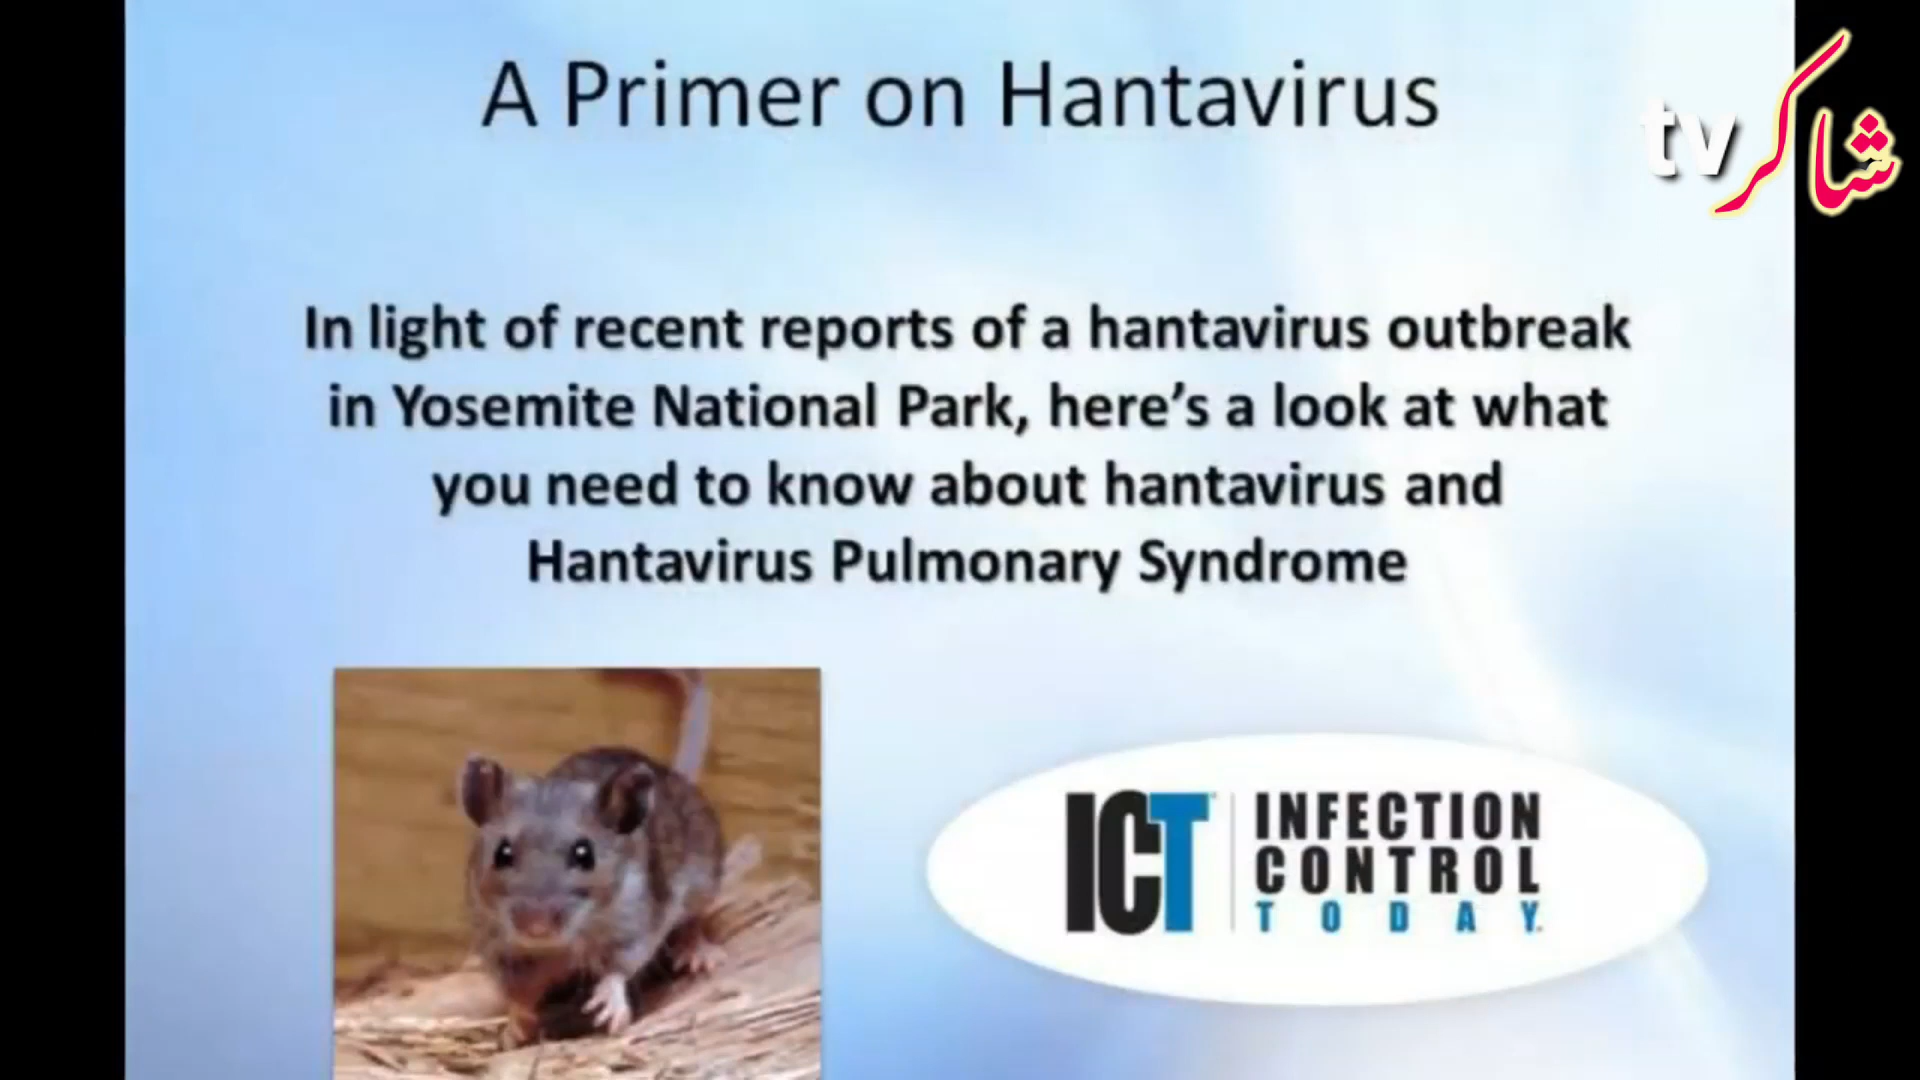 A Primer on Hantavirus
tv شاكر
In light of recent reports of a hantavirus outbreak
in Yosemite National Park, here’s a look at what
you need to know about hantavirus and
Hantavirus Pulmonary Syndrome
ICT
INFECTION
CONTROL
TODAY